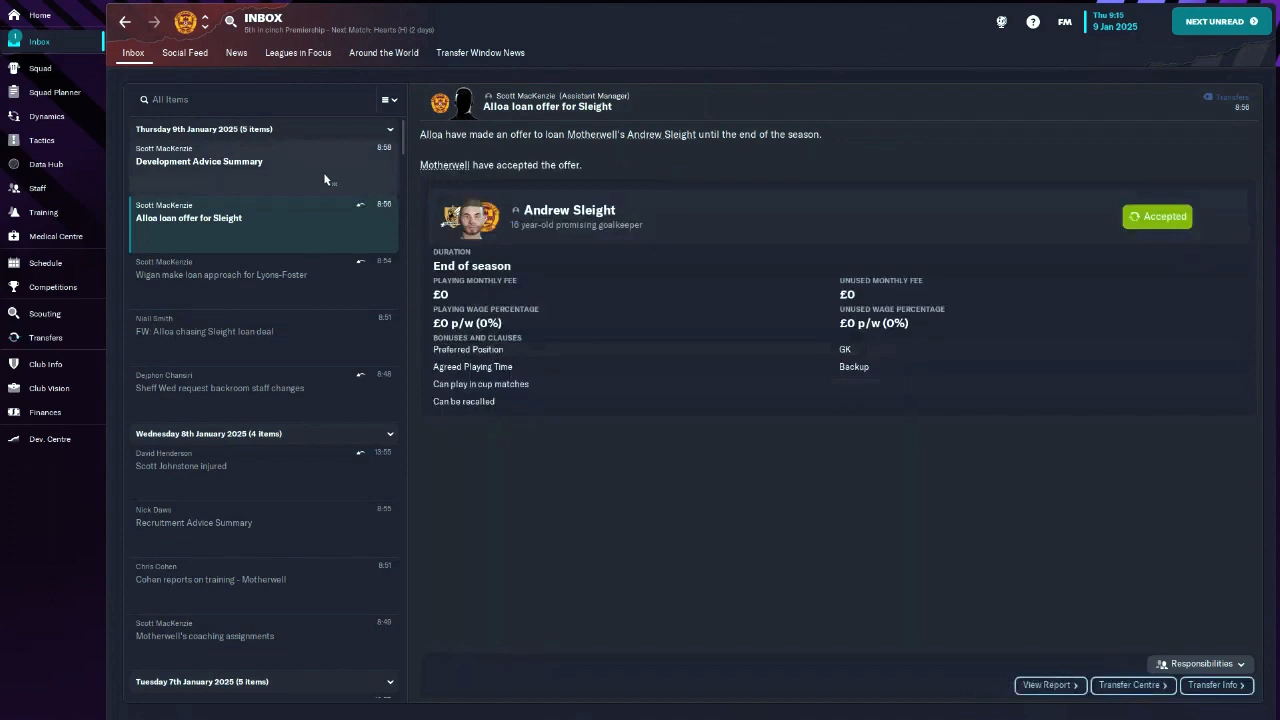 Home
1
Inbox
Squad
Squad Planner
Dynamics
Tactics
Data Hub
Staff
Training
Medical Centre
Schedule
Competitions
Scouting
Transfers
Club Info
Club Vision
Finances
Dev. Centre
INBOX
5th in cinch Premiership - Next Match: Hearts (H) (2 days)
FM
Thu 9:15
9 Jan 2025
NEXT UNREAD
Inbox
Social Feed
News
Leagues in Focus
Around the World
Transfer Window News
All Items
Thursday 9th January 2025 (5 items)
Scott MacKenzie 8:58
Development Advice Summary
Scott MacKenzie 8:56
Alloa loan offer for Sleight
Scott MacKenzie 8:54
Wigan make loan approach for Lyons-Foster
Niall Smith 8:51
FW: Alloa chasing Sleight loan deal
Dejphon Chansiri 8:48
Sheff Wed request backroom staff changes
Wednesday 8th January 2025 (4 items)
David Henderson 13:55
Scott Johnstone injured
Nick Daws 8:55
Recruitment Advice Summary
Chris Cohen 8:51
Cohen reports on training - Motherwell
Scott MacKenzie 8:49
Motherwell's coaching assignments
Tuesday 7th January 2025 (5 items)
Scott MacKenzie (Assistant Manager)
Alloa loan offer for Sleight
Transfers
8:56
Alloa have made an offer to loan Motherwell's Andrew Sleight until the end of the season.
Motherwell have accepted the offer.
Andrew Sleight
16 year-old promising goalkeeper
Accepted
DURATION
End of season
PLAYING MONTHLY FEE UNUSED MONTHLY FEE
£0 £0
PLAYING WAGE PERCENTAGE UNUSED WAGE PERCENTAGE
£0 p/w (0%) £0 p/w (0%)
BONUSES AND CLAUSES
Preferred Position GK
Agreed Playing Time Backup
Can play in cup matches
Can be recalled
Responsibilities
View Report
Transfer Centre
Transfer Info